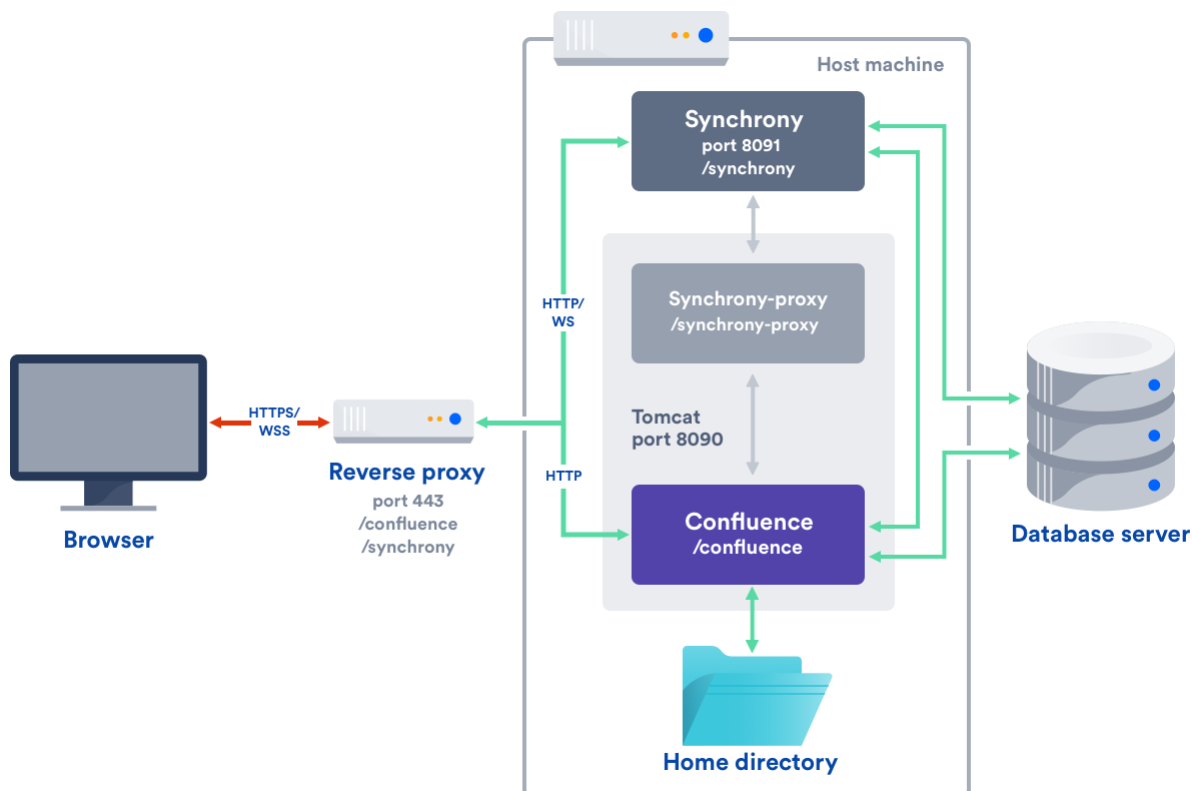 Host machine
Synchrony
port 8091
/synchrony
HTTP/
WS
Synchrony-proxy
/synchrony-proxy
HTTPS/
WSS
Tomcat
port 8090
Reverse proxy
port 443
/confluence
/synchrony
HTTP
Browser
Confluence
/confluence
Database server
Home directory